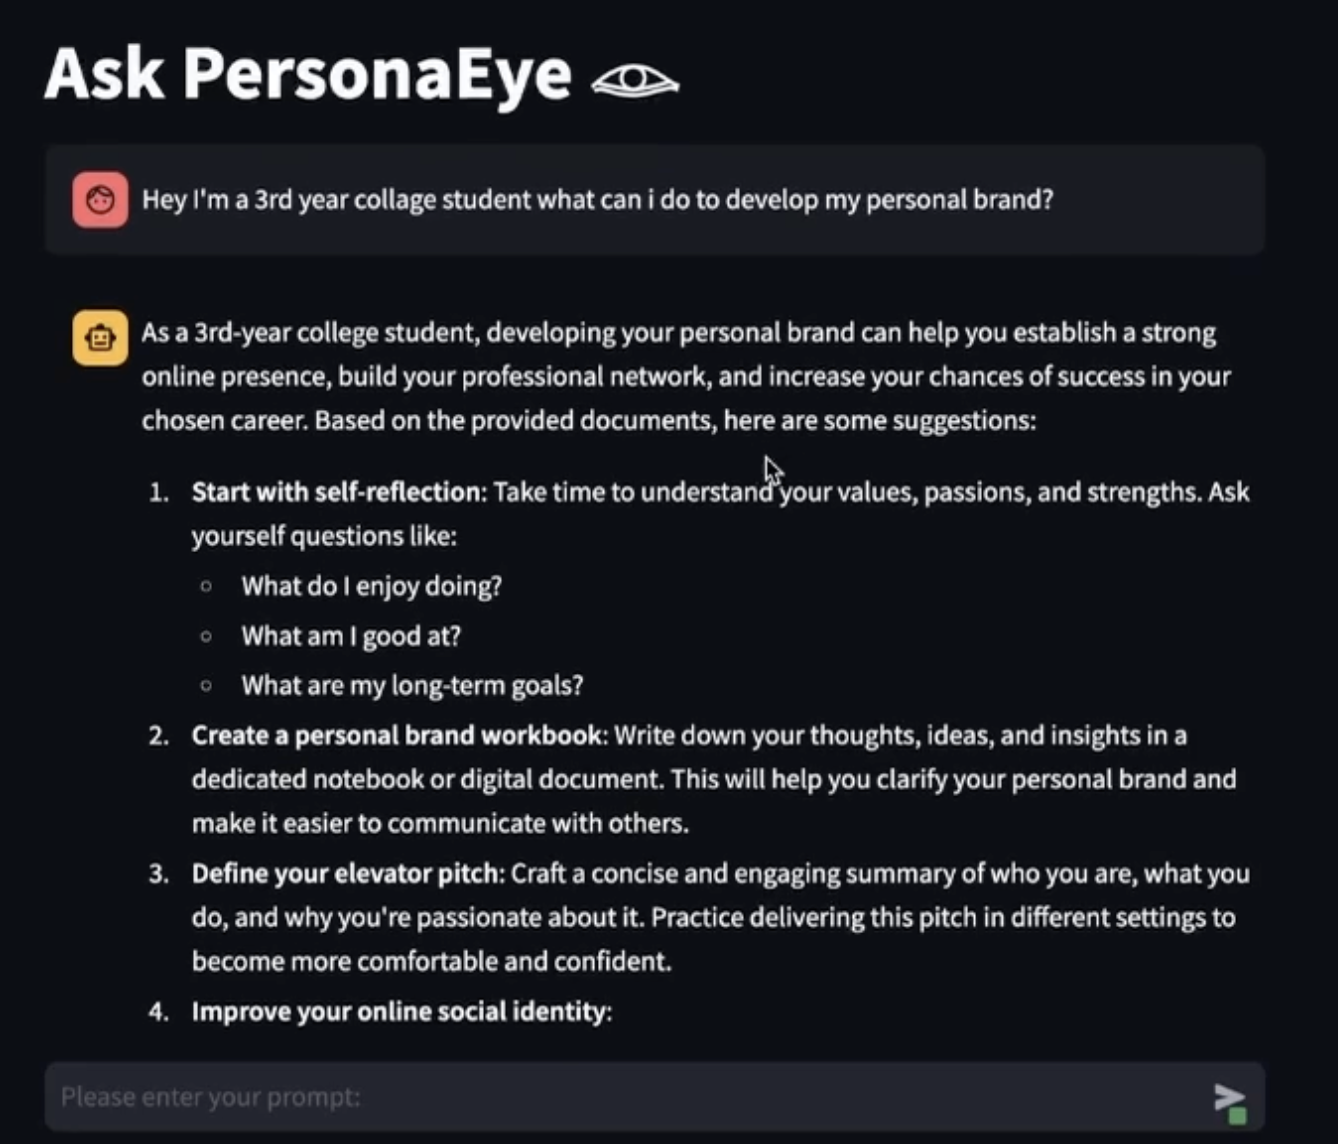 Ask PersonaEye
Hey I'm a 3rd year collage student what can i do to develop my personal brand?
As a 3rd-year college student, developing your personal brand can help you establish a strong
online presence, build your professional network, and increase your chances of success in your
chosen career. Based on the provided documents, here are some suggestions:
1. Start with self-reflection: Take time to understand your values, passions, and strengths. Ask
yourself questions like:
○ What do I enjoy doing?
○ What am I good at?
○ What are my long-term goals?
2. Create a personal brand workbook: Write down your thoughts, ideas, and insights in a
dedicated notebook or digital document. This will help you clarify your personal brand and
make it easier to communicate with others.
3. Define your elevator pitch: Craft a concise and engaging summary of who you are, what you
do, and why you're passionate about it. Practice delivering this pitch in different settings to
become more comfortable and confident.
4. Improve your online social identity:
Please enter your prompt: